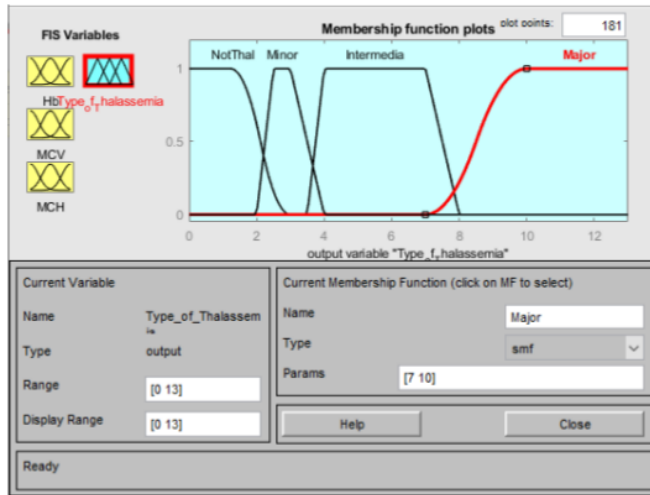 FIS Variables
Membership function plots
plot points:
181
NotThal
Minor
Intermedia
Major
1
0.5
0
0
2
4
6
8
10
12
output variable "Type_of_Thalassemia"
Hb
Type_of_Thalassemia
MCV
MCH
Current Variable
Name
Type_of_Thalassem
Type
output
Range
[0 13]
Display Range
[0 13]
Current Membership Function (click on MF to select)
Name
Major
Type
smf
Params
[7 10]
Help
Close
Ready